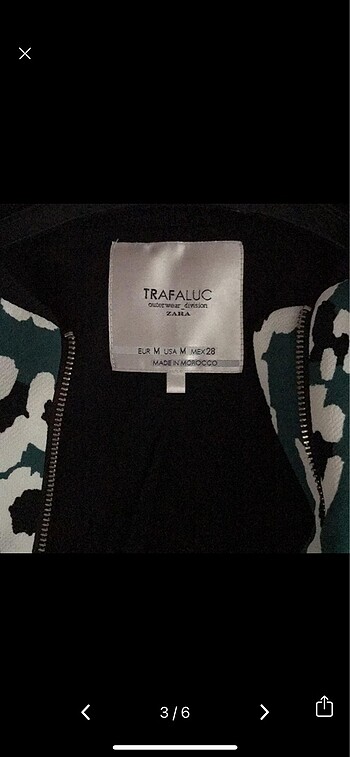 TRAFALUC
outerwear division
ZARA
EUR M USA M MEX 28
MADE IN MOROCCO
3/6